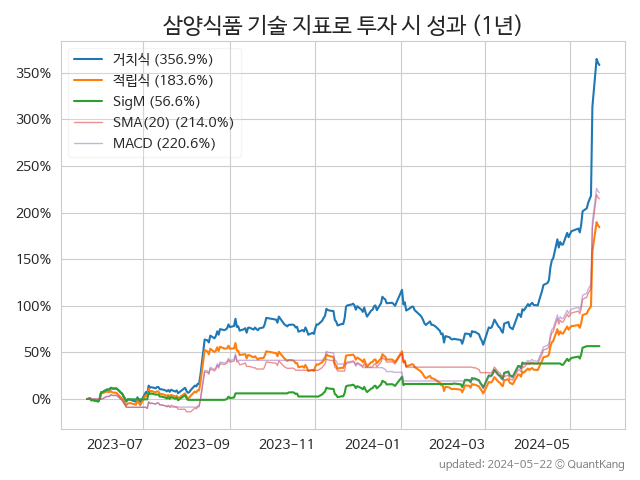 삼양식품 기술 지표로 투자 시 성과 (1년)
거치식 (356.9%)
적립식 (183.6%)
SigM (56.6%)
SMA(20) (214.0%)
MACD (220.6%)
350%
300%
250%
200%
150%
100%
50%
0%
2023-07 2023-09 2023-11 2024-01 2024-03 2024-05
updated: 2024-05-22 © QuantKang